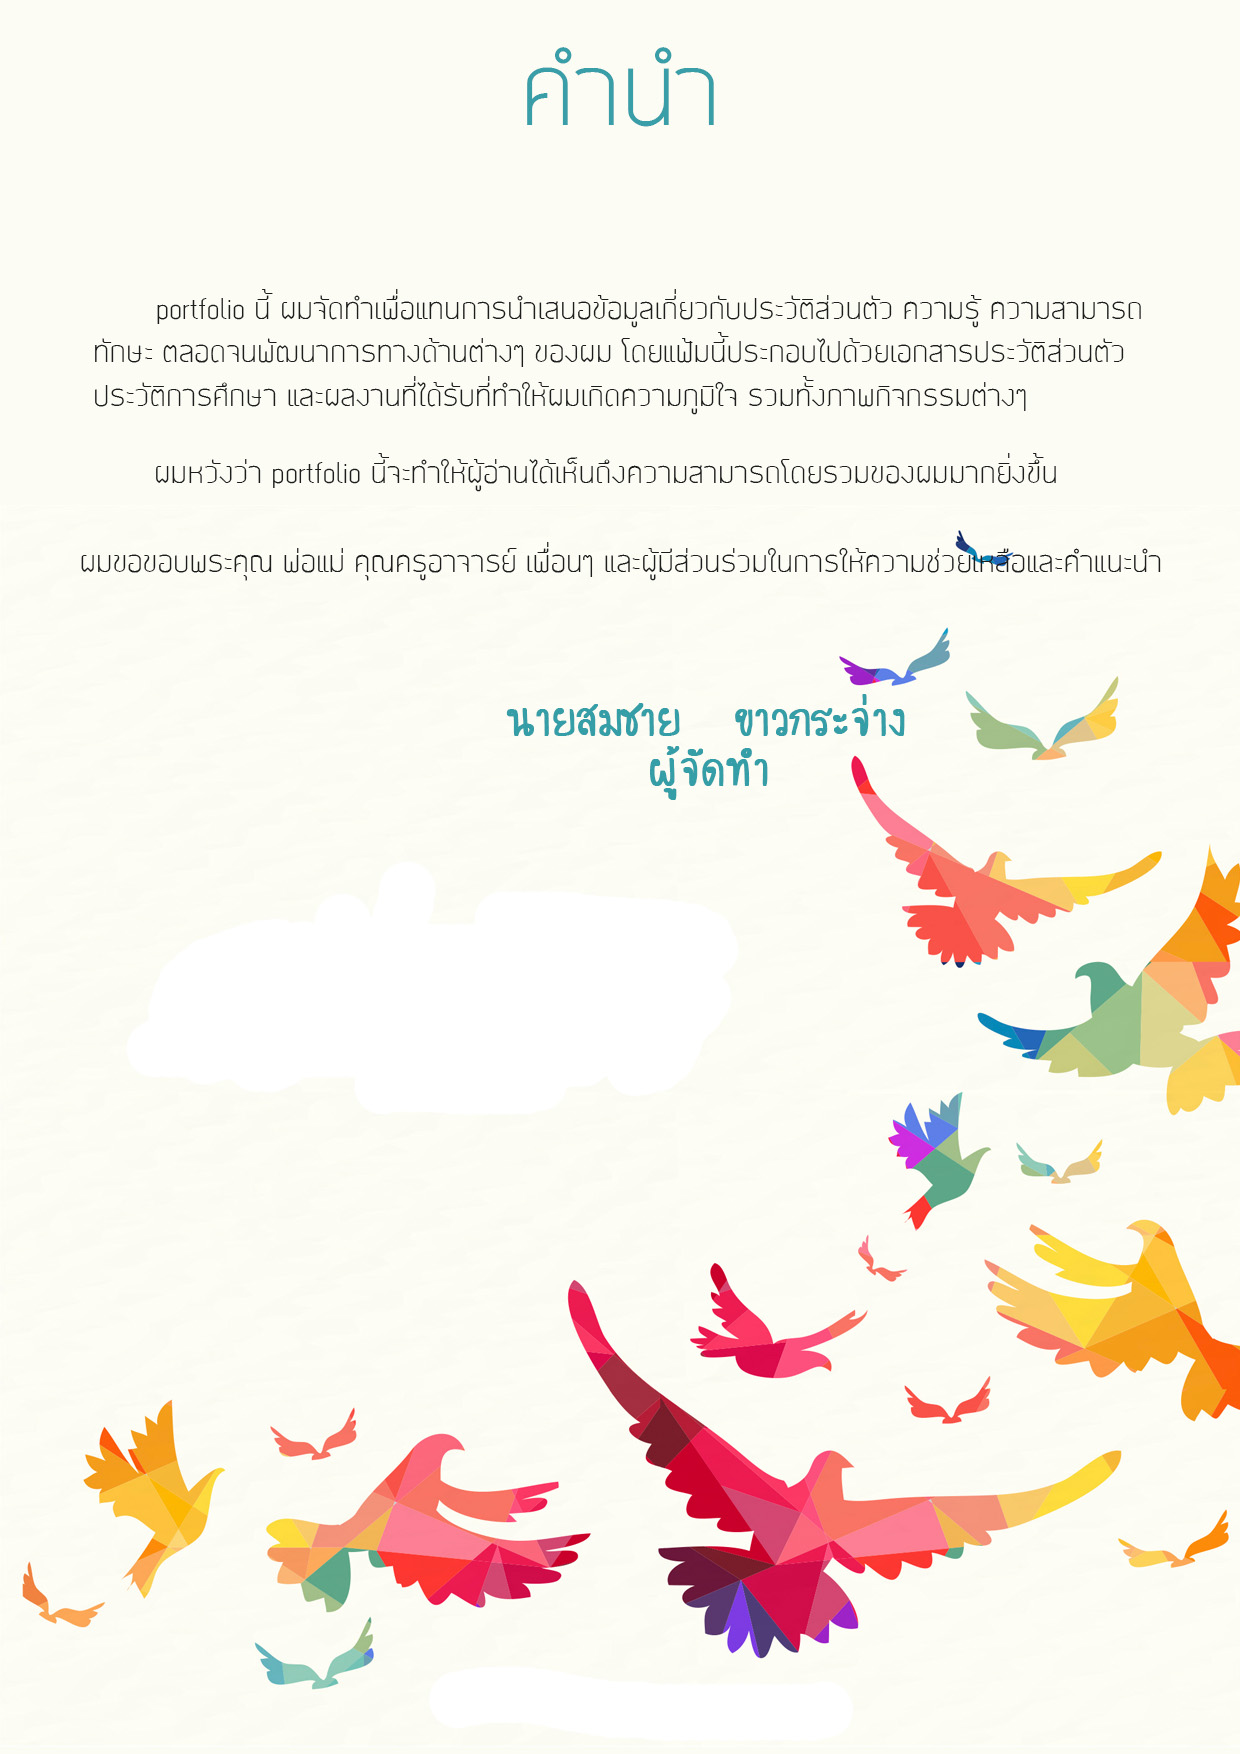 คำนำ
portfolio นี้ ผมจัดทำเพื่อแทนการนำเสนอข้อมูลเกี่ยวกับประวัติส่วนตัว ความรู้ ความสามารถ
ทักษะ ตลอดจนพัฒนาการทางด้านต่างๆ ของผม โดยแฟ้มนี้ประกอบไปด้วยเอกสารประวัติส่วนตัว
ประวัติการศึกษา และผลงานที่ได้รับที่ทำให้ผมเกิดความภูมิใจ รวมทั้งภาพกิจกรรมต่างๆ
ผมหวังว่า portfolio นี้จะทำให้ผู้อ่านได้เห็นถึงความสามารถโดยรวมของผมมากยิ่งขึ้น
ผมขอขอบพระคุณ พ่อแม่ คุณครูอาจารย์ เพื่อนๆ และผู้มีส่วนร่วมในการให้ความช่วยเหลือและคำแนะนำ
นายสมชาย ขาวกระจ่าง
ผู้จัดทำ